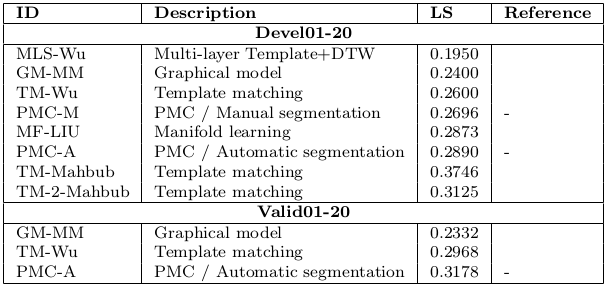 ID Description LS Reference
Devel01-20
MLS-Wu Multi-layer Template+DTW 0.1950
GM-MM Graphical model 0.2400
TM-Wu Template matching 0.2600
PMC-M PMC / Manual segmentation 0.2696 -
MF-LIU Manifold learning 0.2873
PMC-A PMC / Automatic segmentation 0.2890 -
TM-Mahbub Template matching 0.3746
TM-2-Mahbub Template matching 0.3125
Valid01-20
GM-MM Graphical model 0.2332
TM-Wu Template matching 0.2968
PMC-A PMC / Automatic segmentation 0.3178 -